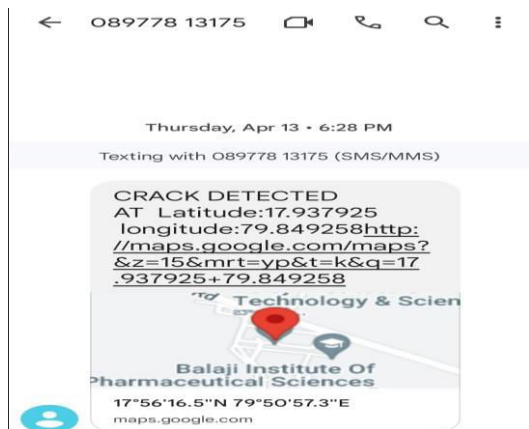 089778 13175
Thursday, Apr 13 • 6:28 PM
Texting with 089778 13175 (SMS/MMS)
CRACK DETECTED
AT Latitude:17.937925
longitude:79.849258http:
//maps.google.com/maps?
&z=15&mrt=yp&t=k&q=17
.937925+79.849258
Technology & Scien
Balaji Institute Of
Pharmaceutical Sciences
17°56'16.5"N 79°50'57.3"E
maps.google.com